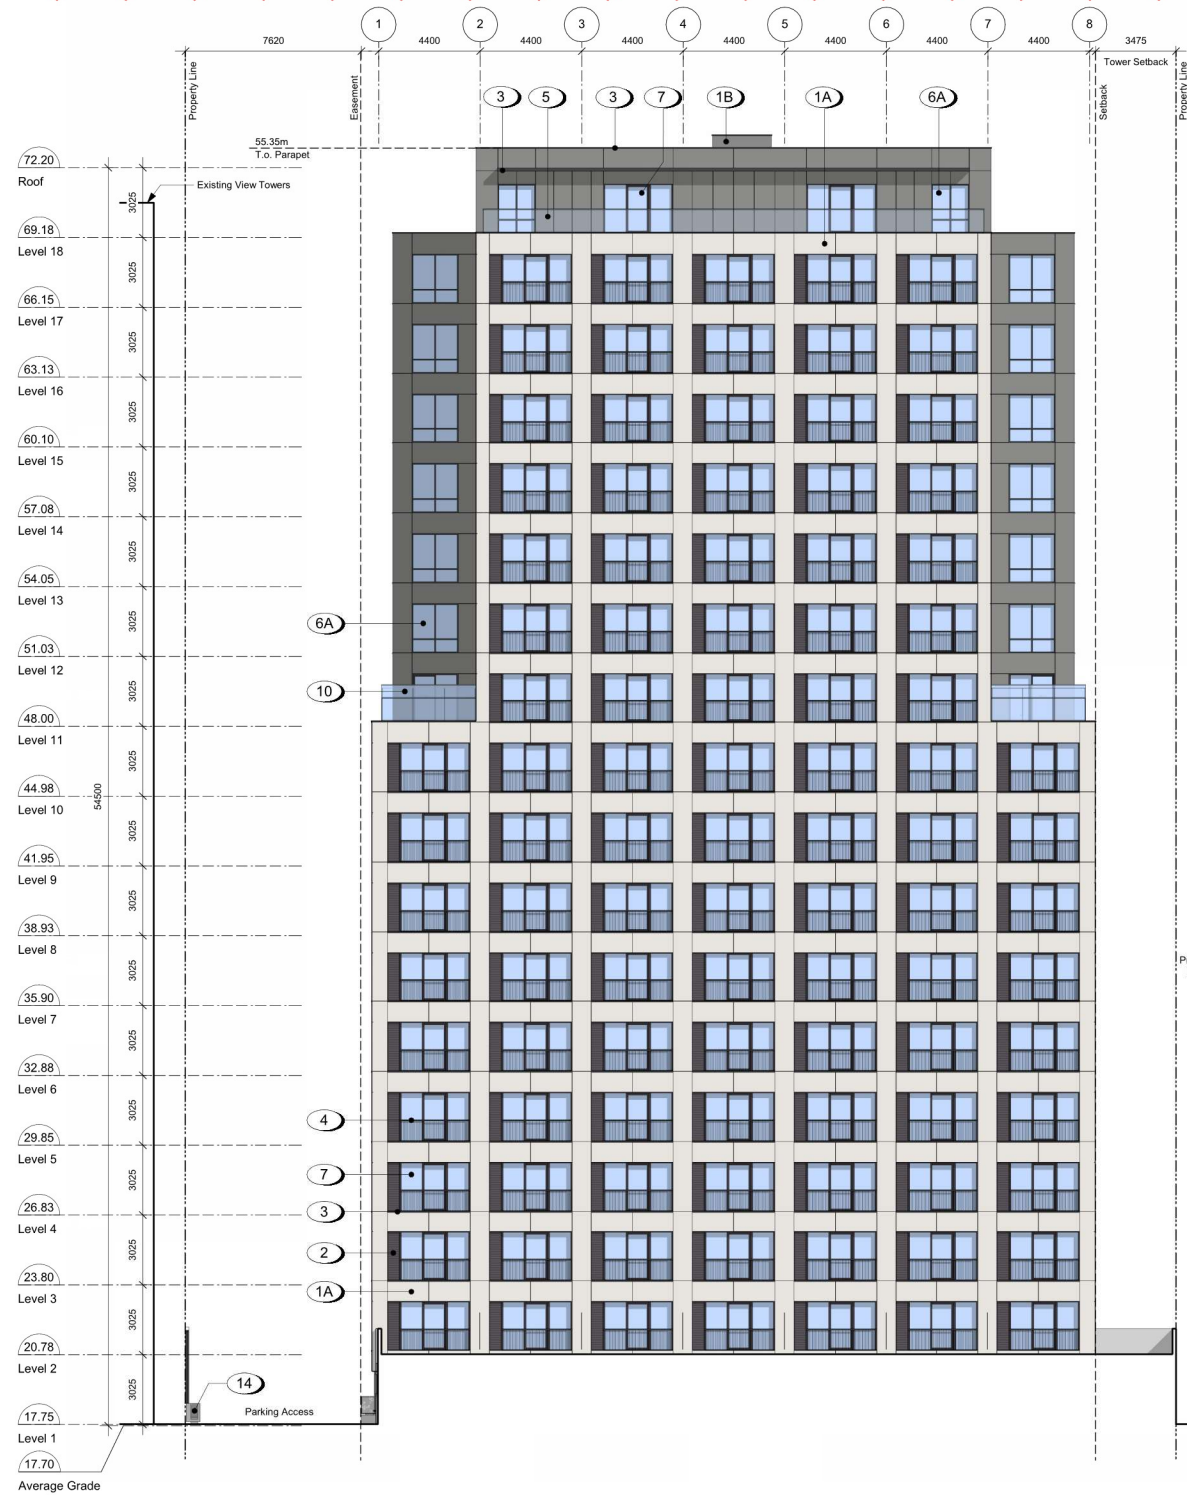 1 2 3 4 5 6 7 8
7620 4400 4400 4400 4400 4400 4400 4400 3475
Tower Setback
Property Line
Easement
Setback
Property Line
3 5 3 7 1B 1A 6A
55.35m
T.o. Parapet
72.20
Roof
Existing View Towers
3025
69.18
Level 18
3025
66.15
Level 17
3025
63.13
Level 16
3025
60.10
Level 15
3025
57.08
Level 14
3025
54.05
Level 13
3025
6A
51.03
Level 12
3025
10
48.00
Level 11
3025
44.98
Level 10
54500
3025
41.95
Level 9
3025
38.93
Level 8
3025
35.90
Level 7
3025
32.88
Level 6
3025
4
29.85
Level 5
3025
7
26.83
Level 4
3
3025
2
23.80
Level 3
1A
3025
20.78
Level 2
3025
14
Parking Access
17.75
Level 1
17.70
Average Grade